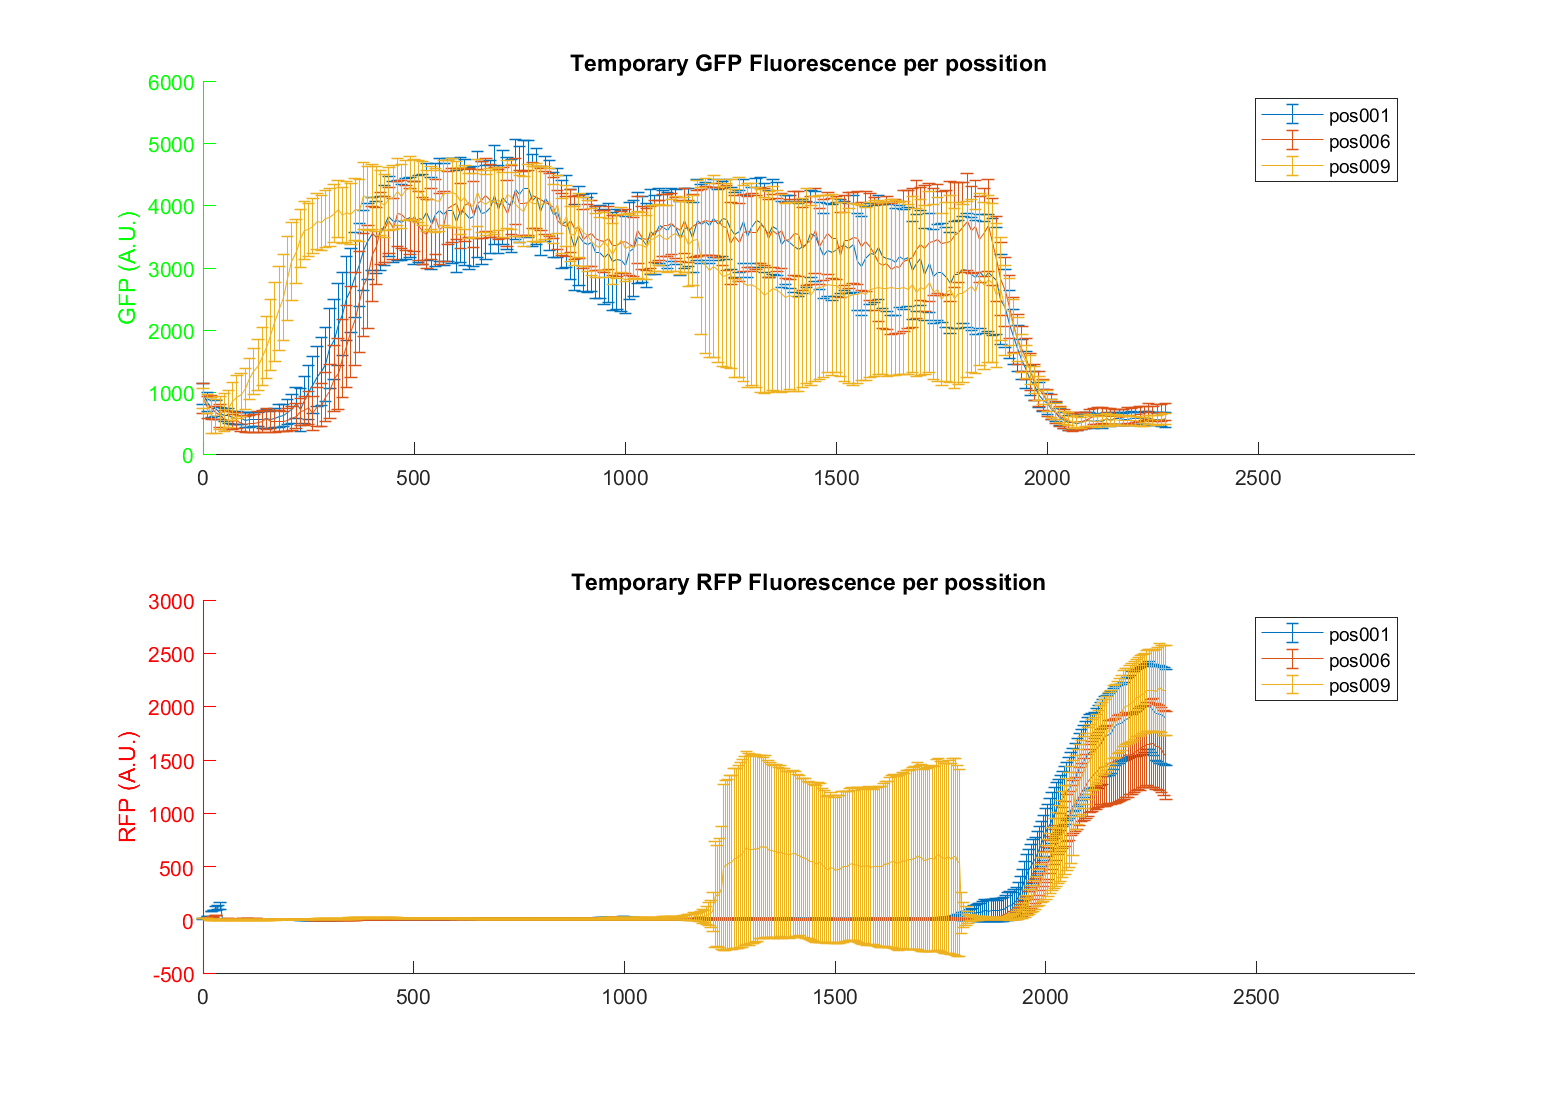 Temporary GFP Fluorescence per possition
6000
5000
4000
3000
2000
1000
0
GFP (A.U.)
0 500 1000 1500 2000 2500
pos001
pos006
pos009
Temporary RFP Fluorescence per possition
3000
2500
2000
1500
1000
500
0
-500
RFP (A.U.)
0 500 1000 1500 2000 2500
pos001
pos006
pos009